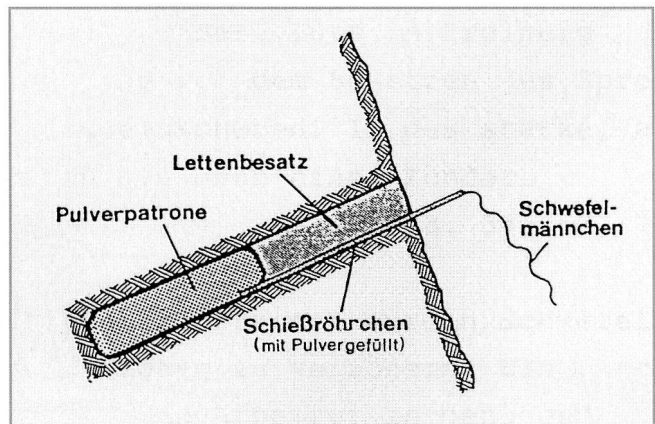 Lettenbesatz
Pulverpatrone
Schwefel-
männchen
Schießröhrchen
(mit Pulvergefüllt)